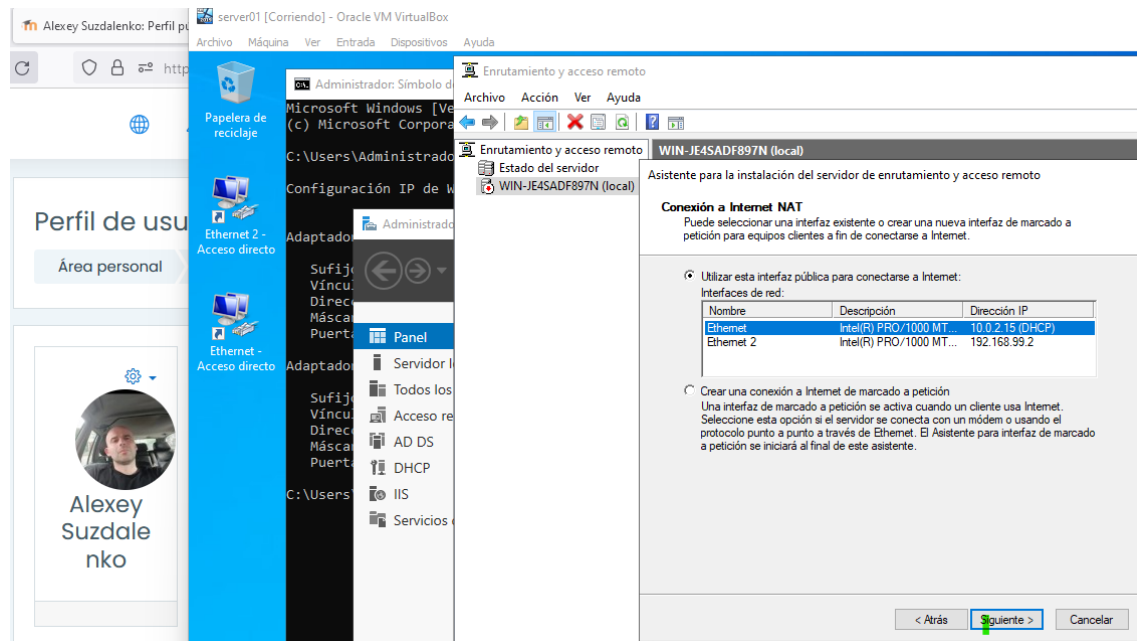 Alexey Suzdalenko: Perfil pú
http
Perfil de usu
Área personal
Alexey
Suzdale
nko
server01 [Corriendo] - Oracle VM VirtualBox
Archivo Máquina Ver Entrada Dispositivos Ayuda
Papelera de
reciclaje
Ethernet 2 -
Acceso directo
Ethernet -
Acceso directo
Administrador: Símbolo d
Microsoft Windows [Ve
(c) Microsoft Corpora
C:\Users\Administrado
Configuración IP de W
Adaptado
Sufij
Víncu
Direc
Másca
Puert
Adaptado
Sufij
Víncu
Direc
Másca
Puert
C:\Users
Administrado
Panel
Servidor l
Todos los
Acceso re
AD DS
DHCP
IIS
Servicios
Enrutamiento y acceso remoto
Archivo Acción Ver Ayuda
Enrutamiento y acceso remoto
Estado del servidor
WIN-JE4SADF897N (local)
WIN-JE4SADF897N (local)
Asistente para la instalación del servidor de enrutamiento y acceso remoto
Conexión a Internet NAT
Puede seleccionar una interfaz existente o crear una nueva interfaz de marcado a
petición para equipos clientes a fin de conectarse a Internet.
Utilizar esta interfaz pública para conectarse a Internet:
Interfaces de red:
Nombre Descripción Dirección IP
Ethernet Intel(R) PRO/1000 MT... 10.0.2.15 (DHCP)
Ethernet 2 Intel(R) PRO/1000 MT... 192.168.99.2
Crear una conexión a Internet de marcado a petición
Una interfaz de marcado a petición se activa cuando un cliente usa Internet.
Seleccione esta opción si el servidor se conecta con un módem o usando el
protocolo punto a punto a través de Ethernet. El Asistente para interfaz de marcado
a petición se iniciará al final de este asistente.
< Atrás Siguiente > Cancelar